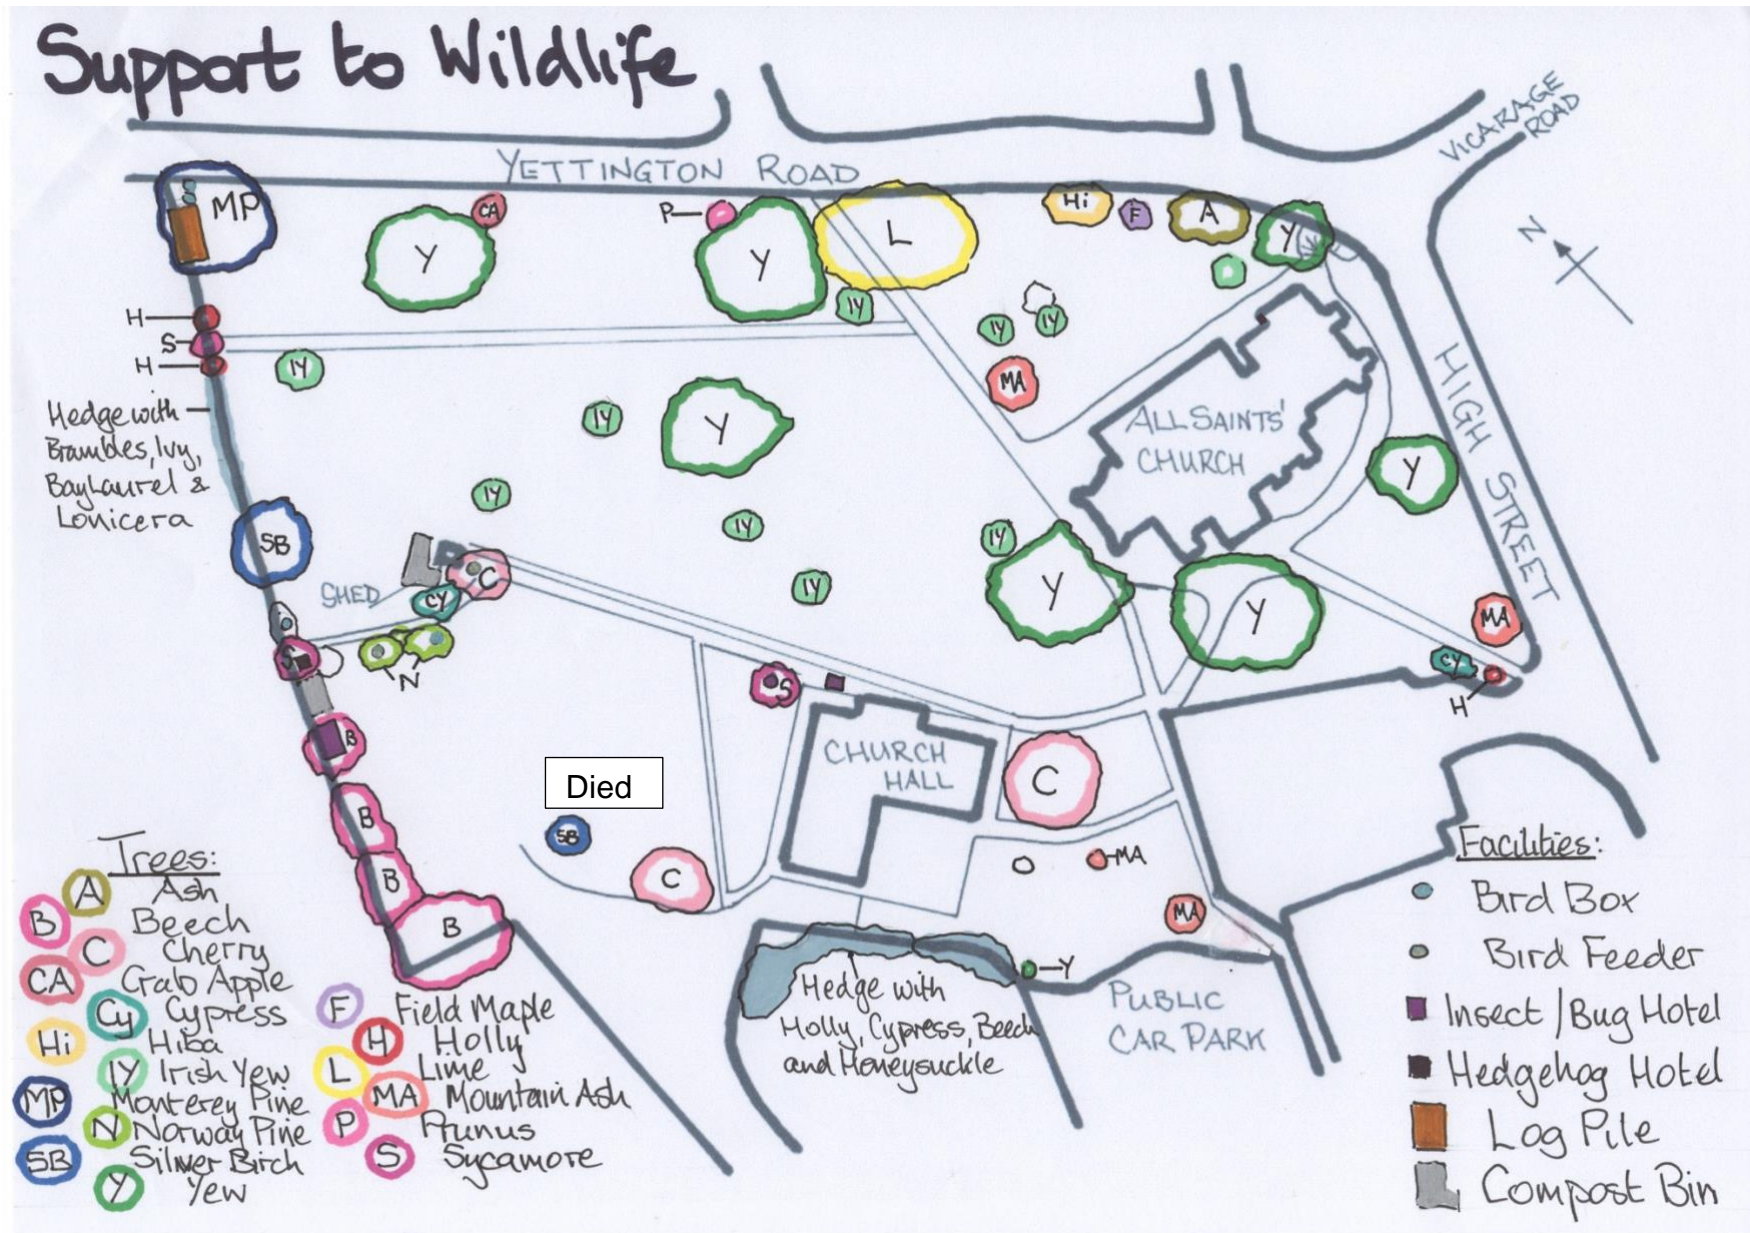 Support to Wildlife
VICARAGE
ROAD
YETTINGTON ROAD
MP
CA
P
Hi
F
A
Y
Y
L
Y
N
IY
IY
IY
H
S
H
IY
MA
Hedge with
Brambles, Ivy,
Bay Laurel &
Lonicera
IY
Y
ALL SAINTS'
CHURCH
Y
HIGH STREET
IY
IY
SB
IY
C
SHED
CY
IY
Y
Y
MA
S
N
CY
H
S
B
CHURCH
HALL
C
Died
B
SB
C
MA
B
MA
B
Y
Hedge with
Holly, Cypress, Beech
and Honeysuckle
PUBLIC
CAR PARK
Trees:
A Ash
B Beech
C Cherry
CA Crab Apple
Cy Cypress
Hi Hiba
IY Irish Yew
MP Monterey Pine
N Norway Pine
SB Silver Birch
Y Yew
F Field Maple
H Holly
L Lime
MA Mountain Ash
P Prunus
S Sycamore
Facilities:
Bird Box
Bird Feeder
Insect/Bug Hotel
Hedgehog Hotel
Log Pile
Compost Bin